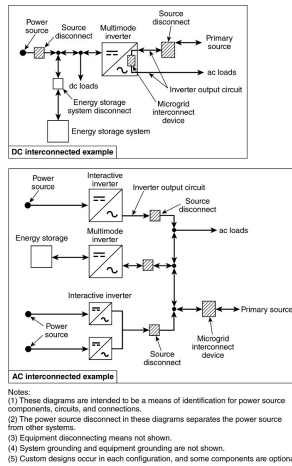 Power
source
Source
disconnect
Multimode
inverter
Source
disconnect
Primary
source
ac loads
Inverter output circuit
dc loads
Microgrid
interconnect
device
Energy storage
system disconnect
Energy storage system
DC interconnected example
Power
source
Interactive
inverter
Inverter output circuit
Source
disconnect
ac loads
Energy storage
Multimode
inverter
Interactive inverter
Primary source
Power
source
Source
disconnect
Microgrid
interconnect
device
AC interconnected example
Notes:
(1) These diagrams are intended to be a means of identification for power source
components, circuits, and connections.
(2) The power source disconnect in these diagrams separates the power source
from other systems.
(3) Equipment disconnecting means not shown.
(4) System grounding and equipment grounding are not shown.
(5) Custom designs occur in each configuration, and some components are optional